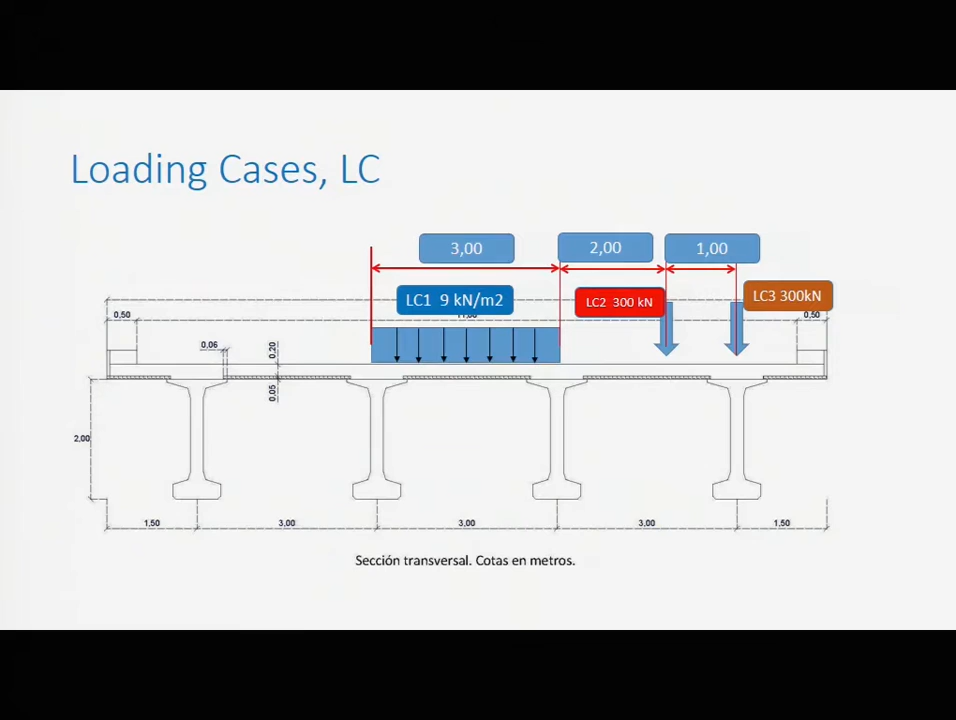 Loading Cases, LC
3,00
2,00
1,00
LC1 9 kN/m2
LC2 300 kN
LC3 300kN
0,50
0,50
0,06
0,20
0,05
2,00
1,50
3,00
3,00
3,00
1,50
Sección transversal. Cotas en metros.